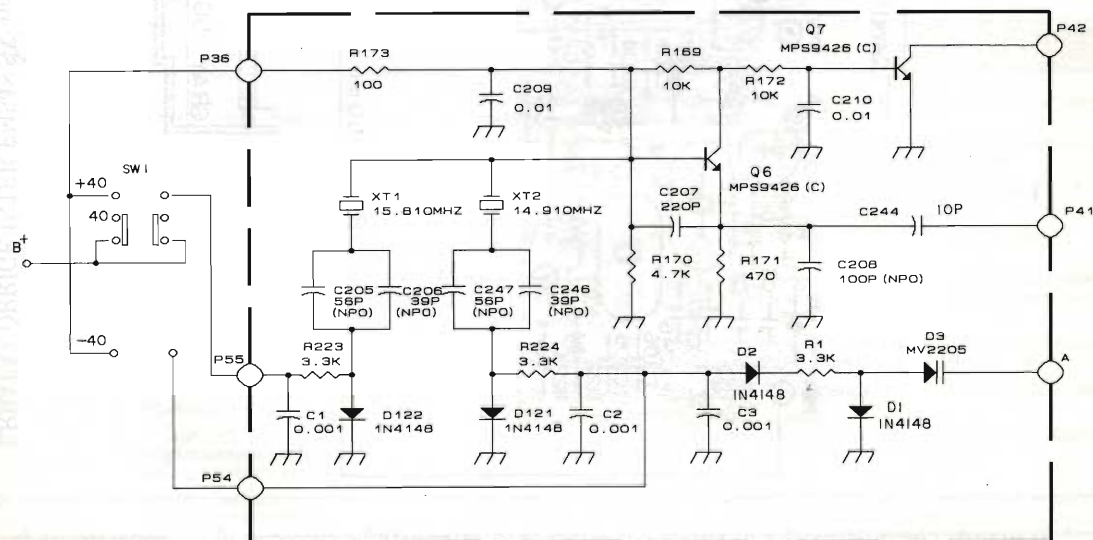 Q7
MPS9426 (C)
P42
P36
R173
100
R169
10K
R172
10K
C209
0.01
C210
0.01
SW1
+40
40
B+
-40
XT1
15.810MHZ
XT2
14.910MHZ
Q6
MPS9426 (C)
C207
220P
C244
10P
P41
R170
4.7K
R171
470
C208
100P (NPO)
C205
56P
(NPO)
C206
39P
(NPO)
C247
56P
(NPO)
C246
39P
(NPO)
P55
R223
3.3K
R224
3.3K
D2
1N4148
R1
3.3K
D3
MV2205
A
C1
0.001
D122
1N4148
D121
1N4148
C2
0.001
C3
0.001
D1
1N4148
P54